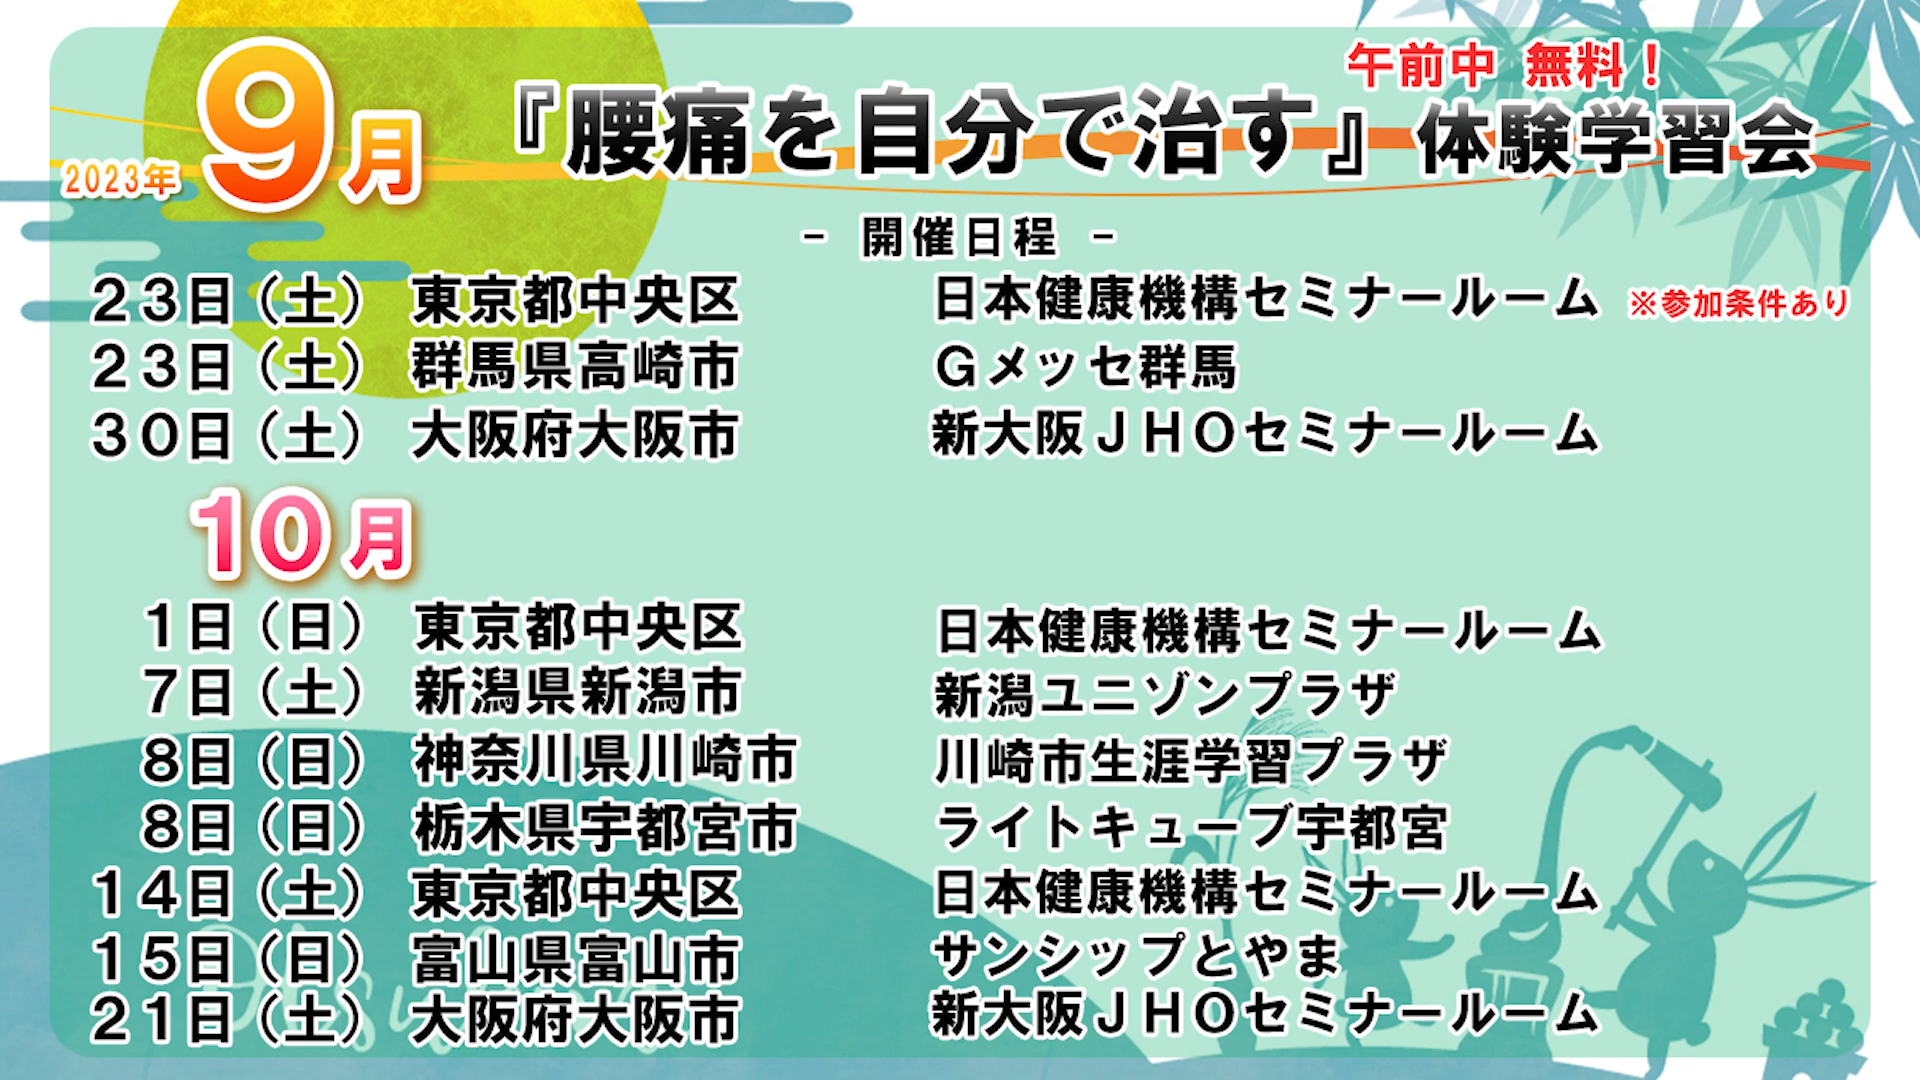 午前中 無料！
2023年 9月 『腰痛を自分で治す』体験学習会
- 開催日程 -
23日（土） 東京都中央区 日本健康機構セミナールーム ※参加条件あり
23日（土） 群馬県高崎市 Gメッセ群馬
30日（土） 大阪府大阪市 新大阪JHOセミナールーム
10月
1日（日） 東京都中央区 日本健康機構セミナールーム
7日（土） 新潟県新潟市 新潟ユニゾンプラザ
8日（日） 神奈川県川崎市 川崎市生涯学習プラザ
8日（日） 栃木県宇都宮市 ライトキューブ宇都宮
14日（土） 東京都中央区 日本健康機構セミナールーム
15日（日） 富山県富山市 サンシップとやま
21日（土） 大阪府大阪市 新大阪JHOセミナールーム